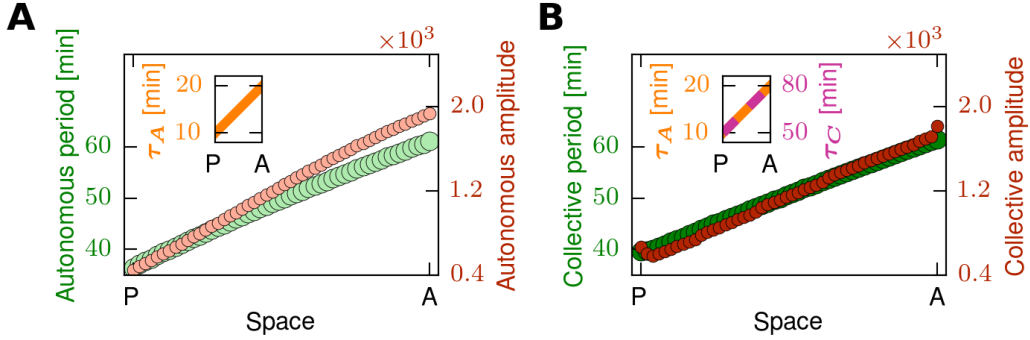 A
Autonomous period [min]
×10³
Autonomous amplitude
60
50
40
2.0
1.2
0.4
τA [min]
20
10
P A
P A
Space
B
Collective period [min]
×10³
Collective amplitude
60
50
40
2.0
1.2
0.4
τA [min]
20
10
80
50
τC [min]
P A
P A
Space